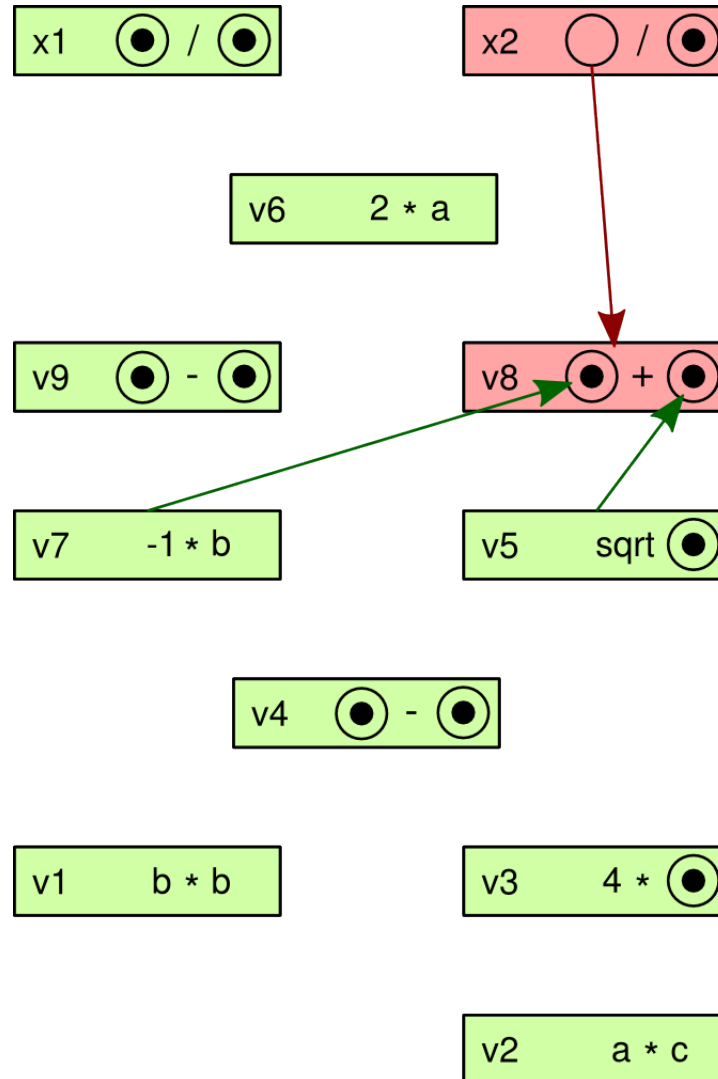 x1 /
x2 /
v6 2 * a
v9 -
v8 +
v7 -1 * b
v5 sqrt
v4 -
v1 b * b
v3 4 *
v2 a * c